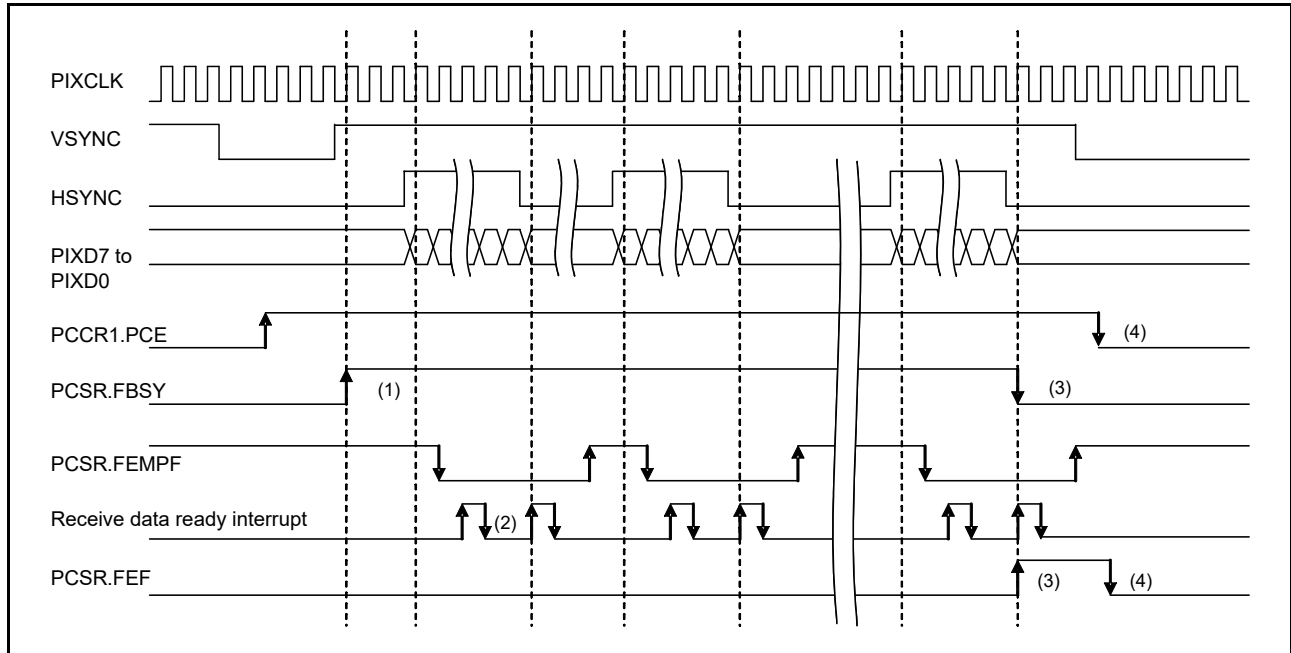 PIXCLK
VSYNC
HSYNC
PIXD7 to
PIXD0
PCCR1.PCE
(4)
PCSR.FBSY
(1)
(3)
PCSR.FEMPF
Receive data ready interrupt
(2)
PCSR.FEF
(3)
(4)